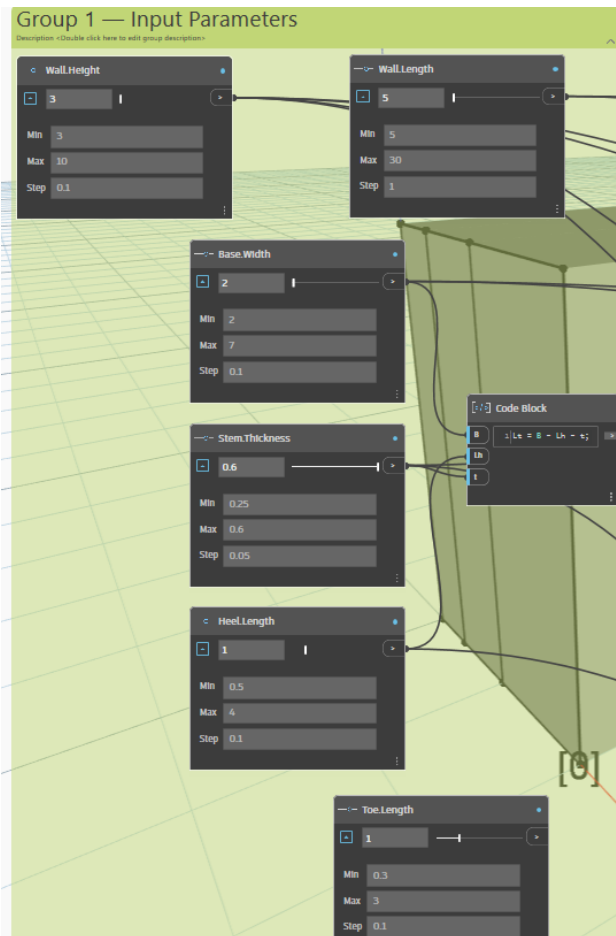 Group 1 — Input Parameters
Description <Double click here to edit group description>
Wall.Height
3
>
Min 3
Max 10
Step 0.1
Wall.Length
5
>
Min 5
Max 30
Step 1
Base.Width
2
>
Min 2
Max 7
Step 0.1
Code Block
B
Lh
t
1 Lt = B - Lh - t;
>
Stem.Thickness
0.6
>
Min 0.25
Max 0.6
Step 0.05
Heel.Length
1
>
Min 0.5
Max 4
Step 0.1
[0]
Toe.Length
1
>
Min 0.3
Max 3
Step 0.1